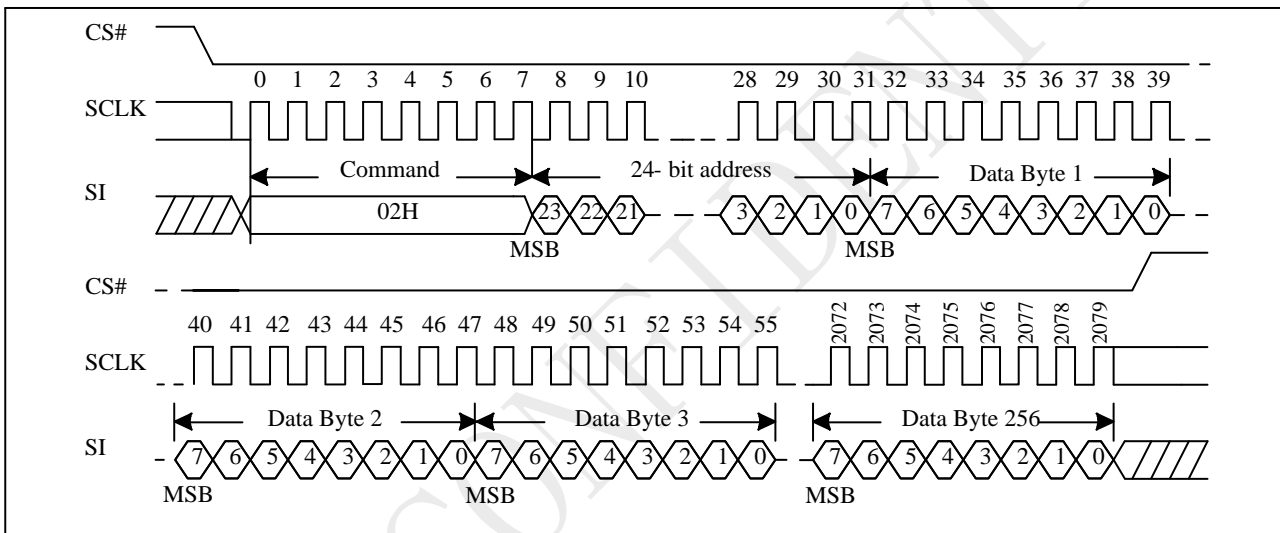 CS#
0 1 2 3 4 5 6 7 8 9 10 28 29 30 31 32 33 34 35 36 37 38 39
SCLK
Command 24- bit address Data Byte 1
SI
02H 23 22 21 3 2 1 0 7 6 5 4 3 2 1 0
MSB MSB
CS#
40 41 42 43 44 45 46 47 48 49 50 51 52 53 54 55 2072 2073 2074 2075 2076 2077 2078 2079
SCLK
Data Byte 2 Data Byte 3 Data Byte 256
SI
7 6 5 4 3 2 1 0 7 6 5 4 3 2 1 0 7 6 5 4 3 2 1 0
MSB MSB MSB
CONFIDENT